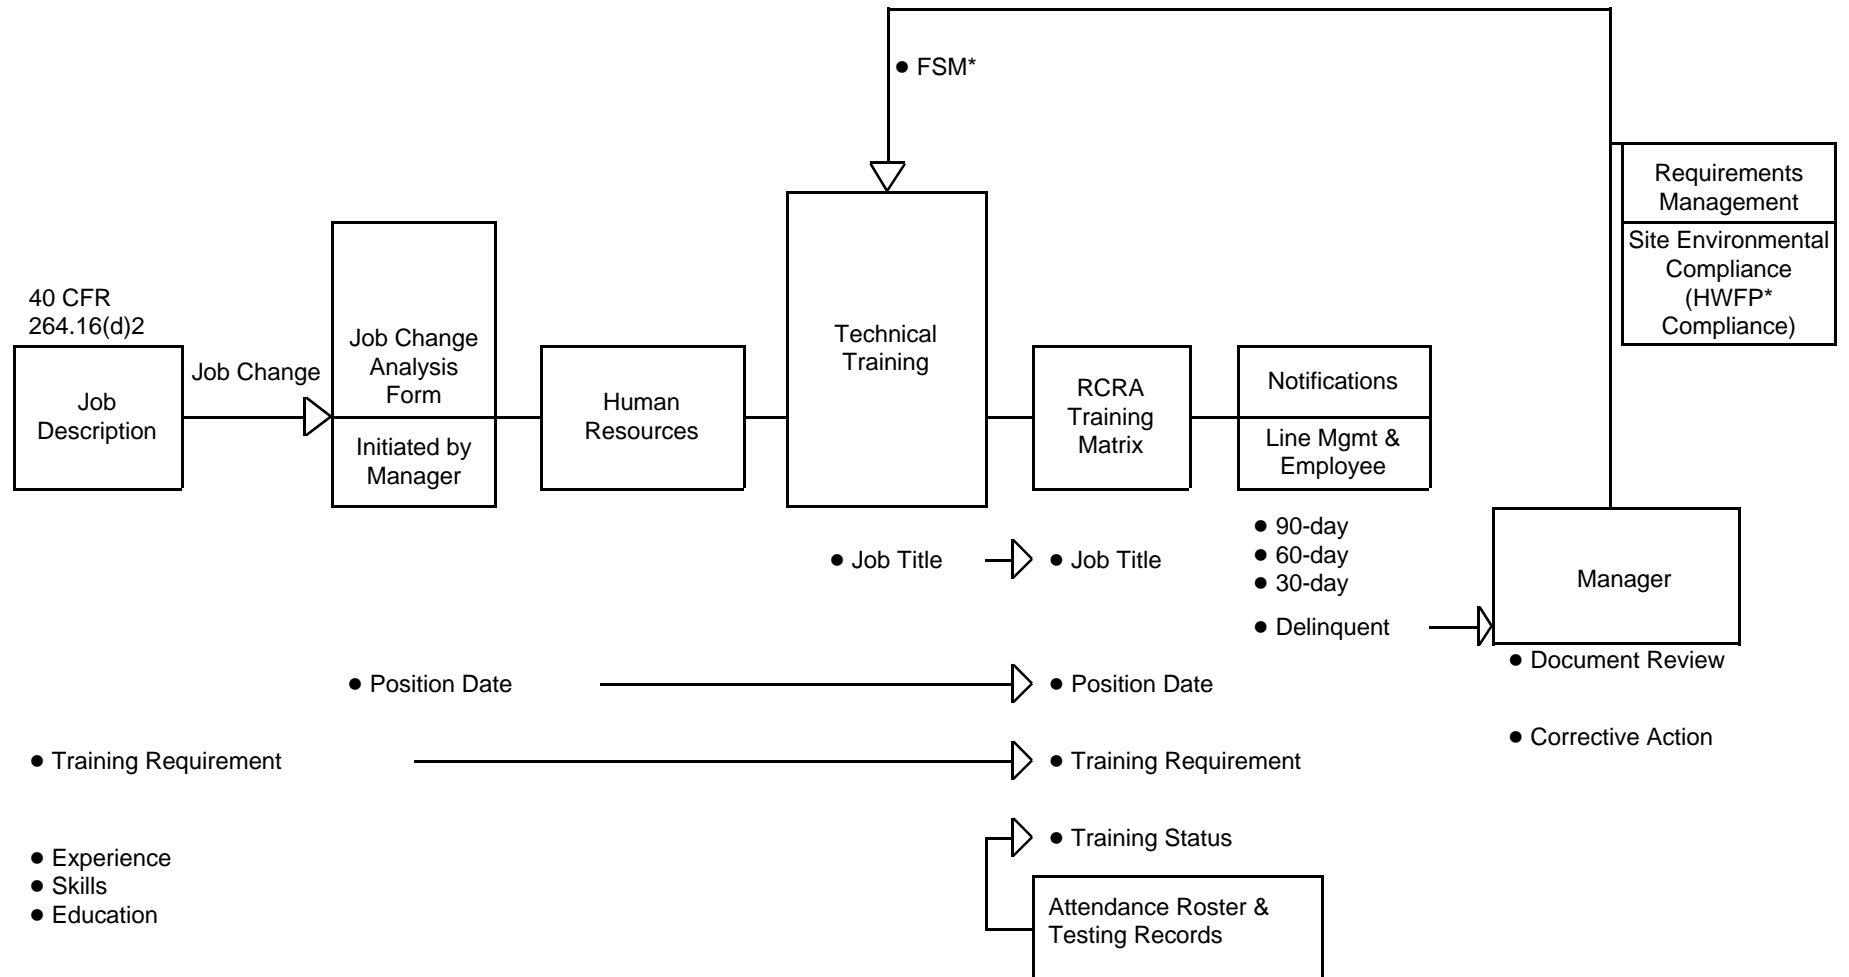 ● FSM*
Requirements
Management
Site Environmental
Compliance
(HWFP*
Compliance)
40 CFR
264.16(d)2
Job
Description
Job Change
Job Change
Analysis
Form
Initiated by
Manager
Human
Resources
Technical
Training
RCRA
Training
Matrix
Notifications
Line Mgmt &
Employee
● 90-day
● 60-day
● 30-day
● Delinquent
Manager
● Document Review
● Corrective Action
● Job Title
● Job Title
● Position Date
● Position Date
● Training Requirement
● Training Requirement
● Training Status
● Experience
● Skills
● Education
Attendance Roster &
Testing Records